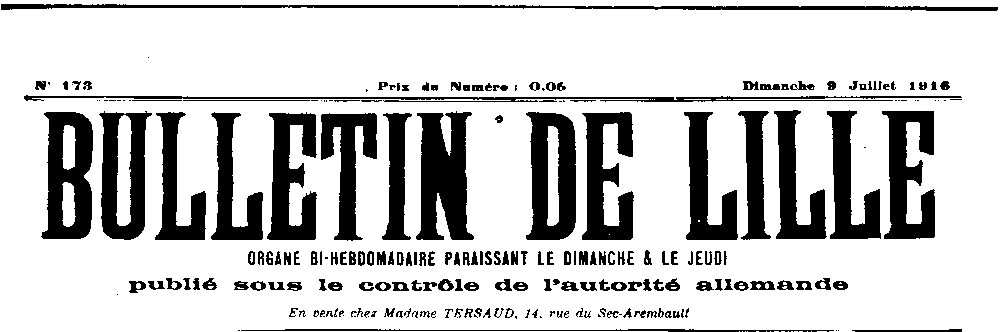 N° 173 Prix du Numéro : 0.05 Dimanche 9 Juillet 1916
BULLETIN DE LILLE
ORGANE BI-HEBDOMADAIRE PARAISSANT LE DIMANCHE & LE JEUDI
publié sous le contrôle de l'autorité allemande
En vente chez Madame TERSAUD, 14, rue du Sec-Arembault